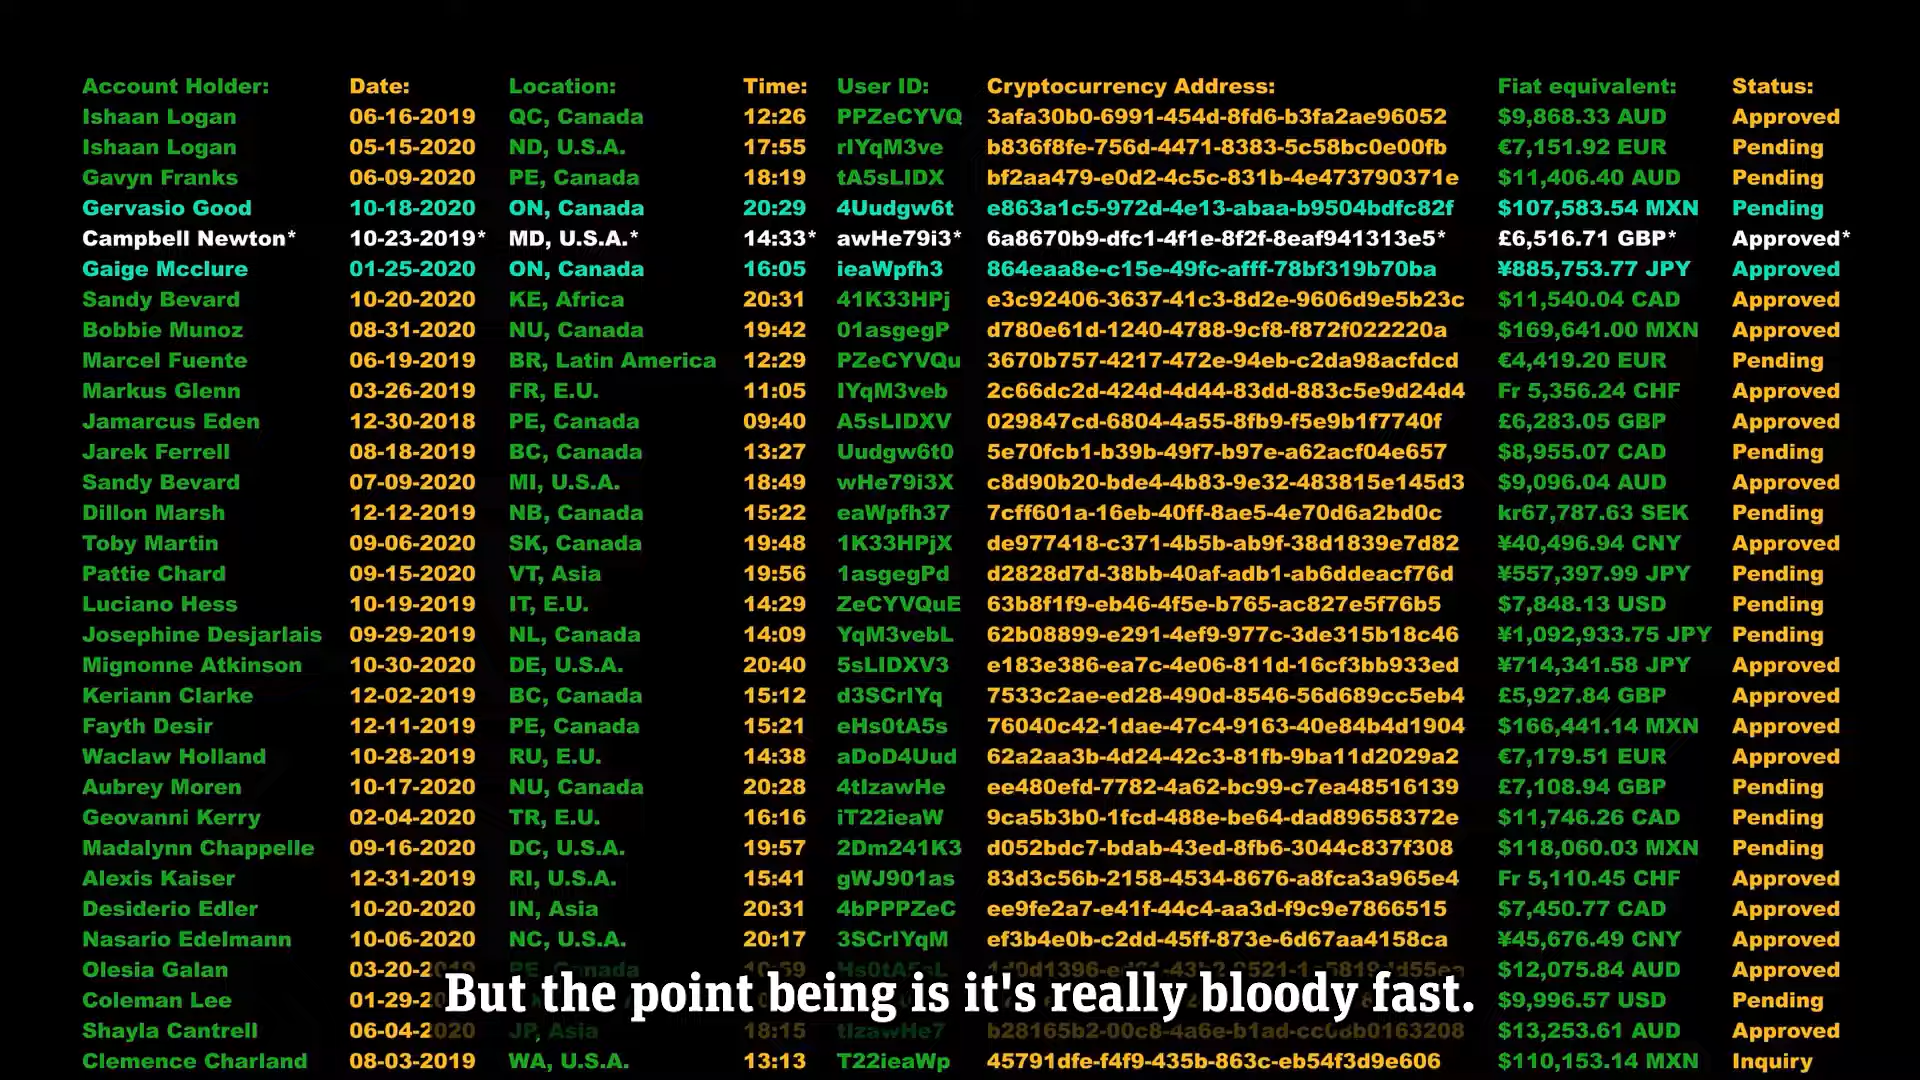 Account Holder: Date: Location: Time: User ID: Cryptocurrency Address: Fiat equivalent: Status:
Ishaan Logan 06-16-2019 QC, Canada 12:26 PPZeCYVQ 3afa30b0-6991-454d-8fd6-b3fa2ae96052 $9,868.33 AUD Approved
Ishaan Logan 05-15-2020 ND, U.S.A. 17:55 rIYqM3ve b836f8fe-756d-4471-8383-5c58bc0e00fb €7,151.92 EUR Pending
Gavyn Franks 06-09-2020 PE, Canada 18:19 tA5sLIDX bf2aa479-e0d2-4c5c-831b-4e473790371e $11,406.40 AUD Pending
Gervasio Good 10-18-2020 ON, Canada 20:29 4Uudgw6t e863a1c5-972d-4e13-abaa-b9504bdfc82f $107,583.54 MXN Pending
Campbell Newton* 10-23-2019* MD, U.S.A.* 14:33* awHe79i3* 6a8670b9-dfc1-4f1e-8f2f-8eaf941313e5* £6,516.71 GBP* Approved*
Gaige Mcclure 01-25-2020 ON, Canada 16:05 ieaWpfh3 864eaa8e-c15e-49fc-afff-78bf319b70ba ¥885,753.77 JPY Approved
Sandy Bevard 10-20-2020 KE, Africa 20:31 41K33HPj e3c92406-3637-41c3-8d2e-9606d9e5b23c $11,540.04 CAD Approved
Bobbie Munoz 08-31-2020 NU, Canada 19:42 01asgegP d780e61d-1240-4788-9cf8-f872f022220a $169,641.00 MXN Approved
Marcel Fuente 06-19-2019 BR, Latin America 12:29 PZeCYVQu 3670b757-4217-472e-94eb-c2da98acfdcd €4,419.20 EUR Pending
Markus Glenn 03-26-2019 FR, E.U. 11:05 IYqM3veb 2c66dc2d-424d-4d44-83dd-883c5e9d24d4 Fr 5,356.24 CHF Approved
Jamarcus Eden 12-30-2018 PE, Canada 09:40 A5sLIDXV 029847cd-6804-4a55-8fb9-f5e9b1f7740f £6,283.05 GBP Approved
Jarek Ferrell 08-18-2019 BC, Canada 13:27 Uudgw6t0 5e70fcb1-b39b-49f7-b97e-a62acf04e657 $8,955.07 CAD Pending
Sandy Bevard 07-09-2020 MI, U.S.A. 18:49 wHe79i3X c8d90b20-bde4-4b83-9e32-483815e145d3 $9,096.04 AUD Approved
Dillon Marsh 12-12-2019 NB, Canada 15:22 eaWpfh37 7cff601a-16eb-40ff-8ae5-4e70d6a2bd0c kr67,787.63 SEK Pending
Toby Martin 09-06-2020 SK, Canada 19:48 1K33HPjX de977418-c371-4b5b-ab9f-38d1839e7d82 ¥40,496.94 CNY Approved
Pattie Chard 09-15-2020 VT, Asia 19:56 1asgegPd d2828d7d-38bb-40af-adb1-ab6ddeacf76d ¥557,397.99 JPY Pending
Luciano Hess 10-19-2019 IT, E.U. 14:29 ZeCYVQuE 63b8f1f9-eb46-4f5e-b765-ac827e5f76b5 $7,848.13 USD Pending
Josephine Desjarlais 09-29-2019 NL, Canada 14:09 YqM3vebL 62b08899-e291-4ef9-977c-3de315b18c46 ¥1,092,933.75 JPY Pending
Mignonne Atkinson 10-30-2020 DE, U.S.A. 20:40 5sLIDXV3 e183e386-ea7c-4e06-811d-16cf3bb933ed ¥714,341.58 JPY Approved
Keriann Clarke 12-02-2019 BC, Canada 15:12 d3SCrIYq 7533c2ae-ed28-490d-8546-56d689cc5eb4 £5,927.84 GBP Approved
Fayth Desir 12-11-2019 PE, Canada 15:21 eHs0tA5s 76040c42-1dae-47c4-9163-40e84b4d1904 $166,441.14 MXN Approved
Waclaw Holland 10-28-2019 RU, E.U. 14:38 aDoD4Uud 62a2aa3b-4d24-42c3-81fb-9ba11d2029a2 €7,179.51 EUR Approved
Aubrey Moren 10-17-2020 NU, Canada 20:28 4tIzawHe ee480efd-7782-4a62-bc99-c7ea48516139 £7,108.94 GBP Pending
Geovanni Kerry 02-04-2020 TR, E.U. 16:16 iT22ieaW 9ca5b3b0-1fcd-488e-be64-dad89658372e $11,746.26 CAD Pending
Madalynn Chappelle 09-16-2020 DC, U.S.A. 19:57 2Dm241K3 d052bdc7-bdab-43ed-8fb6-3044c837f308 $118,060.03 MXN Pending
Alexis Kaiser 12-31-2019 RI, U.S.A. 15:41 gWJ901as 83d3c56b-2158-4534-8676-a8fca3a965e4 Fr 5,110.45 CHF Approved
Desiderio Edler 10-20-2020 IN, Asia 20:31 4bPPPZeC ee9fe2a7-e41f-44c4-aa3d-f9c9e7866515 $7,450.77 CAD Approved
Nasario Edelmann 10-06-2020 NC, U.S.A. 20:17 3SCrIYqM ef3b4e0b-c2dd-45ff-873e-6d67aa4158ca ¥45,676.49 CNY Approved
Olesia Galan $12,075.84 AUD Approved
But the point being is it's really bloody fast.
Coleman Lee $9,996.57 USD Pending
Shayla Cantrell 06-04-2020 JP, Asia 18:15 tIzawHe7 $13,253.61 AUD Approved
Clemence Charland 08-03-2019 WA, U.S.A. 13:13 T22ieaWp 45791dfe-f4f9-435b-863c-eb54f3d9e606 $110,153.14 MXN Inquiry